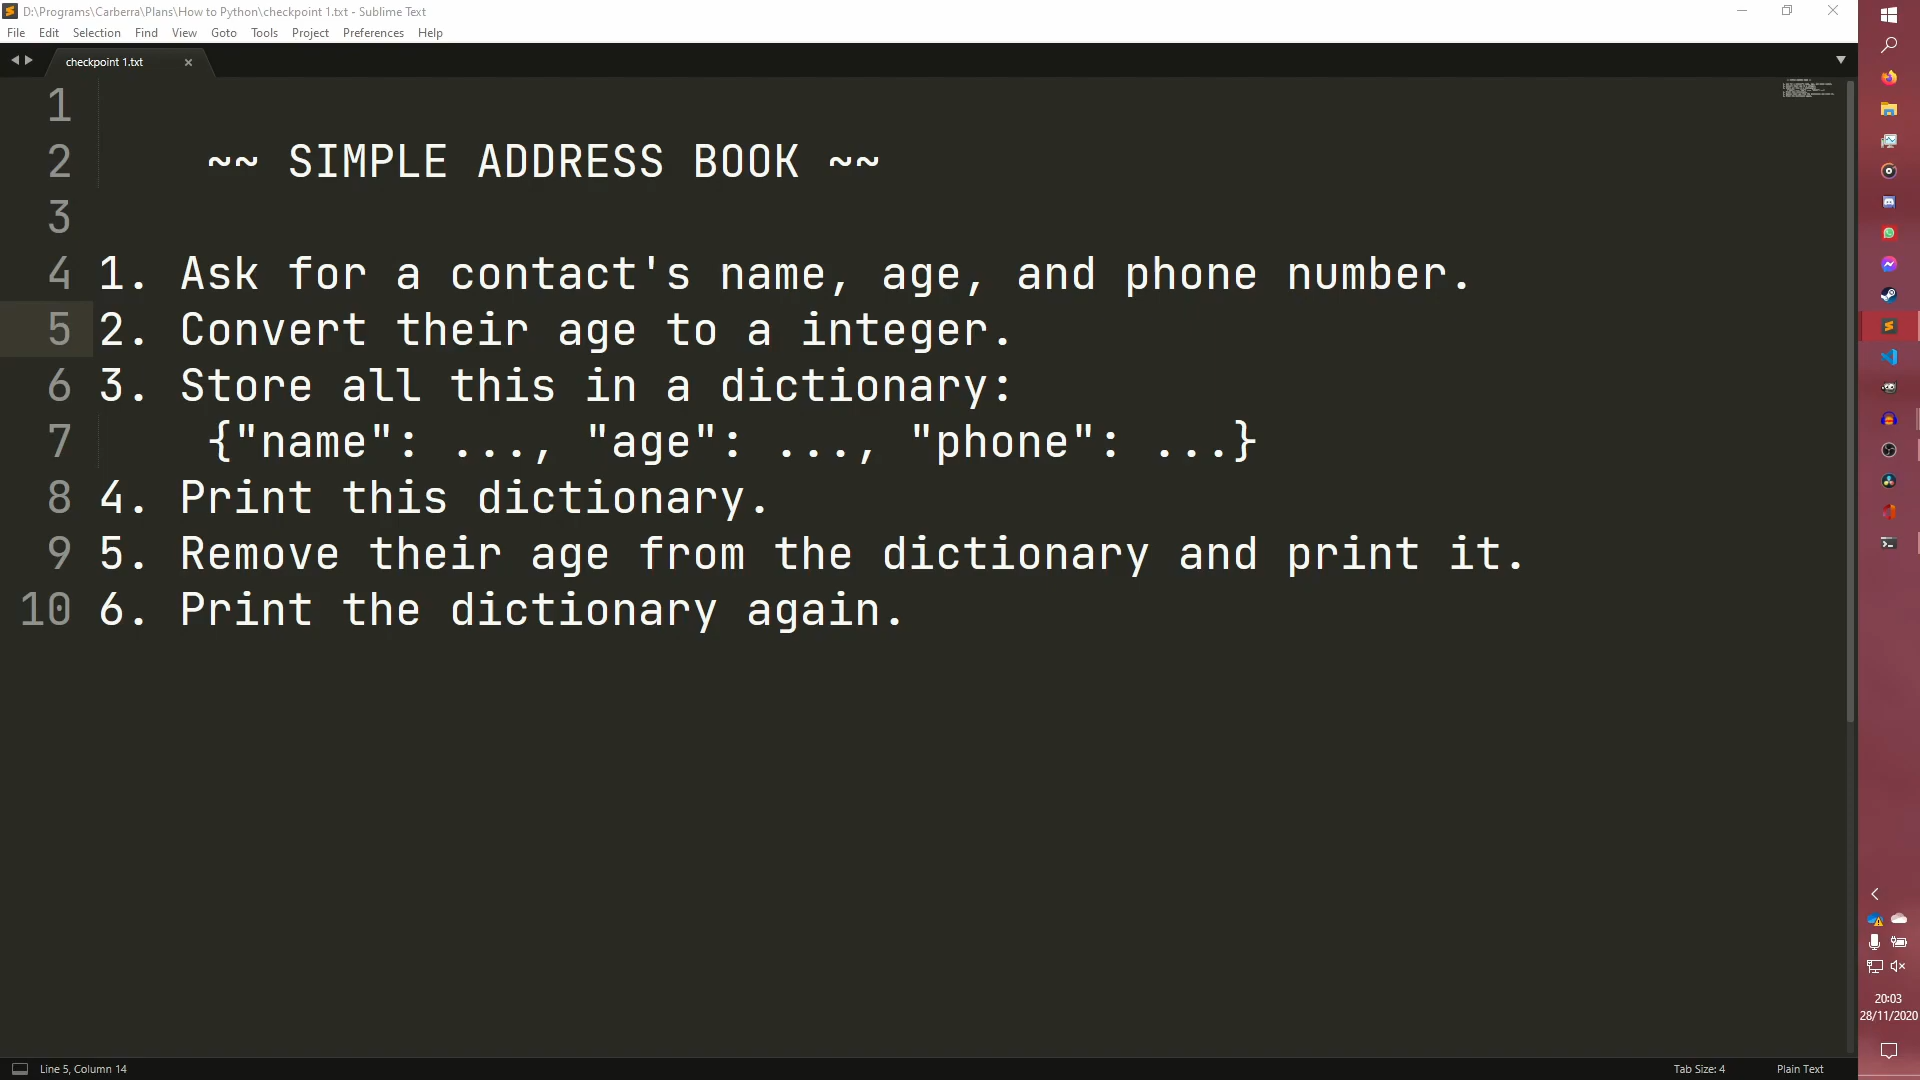 D:\Programs\Carberra\Plans\How to Python\checkpoint 1.txt - Sublime Text
File Edit Selection Find View Goto Tools Project Preferences Help
checkpoint 1.txt
1
2 ~~ SIMPLE ADDRESS BOOK ~~
3
4 1. Ask for a contact's name, age, and phone number.
5 2. Convert their age to a integer.
6 3. Store all this in a dictionary:
7 {"name": ..., "age": ..., "phone": ...}
8 4. Print this dictionary.
9 5. Remove their age from the dictionary and print it.
10 6. Print the dictionary again.
20:03
28/11/2020
Line 5, Column 14 Tab Size: 4 Plain Text